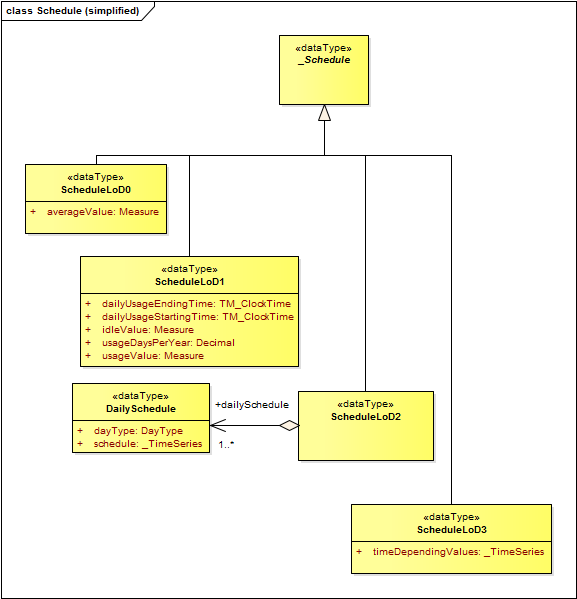 class Schedule (simplified)
«dataType»
_Schedule
«dataType»
ScheduleLoD0
+ averageValue: Measure
«dataType»
ScheduleLoD1
+ dailyUsageEndingTime: TM_ClockTime
+ dailyUsageStartingTime: TM_ClockTime
+ idleValue: Measure
+ usageDaysPerYear: Decimal
+ usageValue: Measure
«dataType»
DailySchedule
+ dayType: DayType
+ schedule: _TimeSeries
+dailySchedule
1..*
«dataType»
ScheduleLoD2
«dataType»
ScheduleLoD3
+ timeDependingValues: _TimeSeries